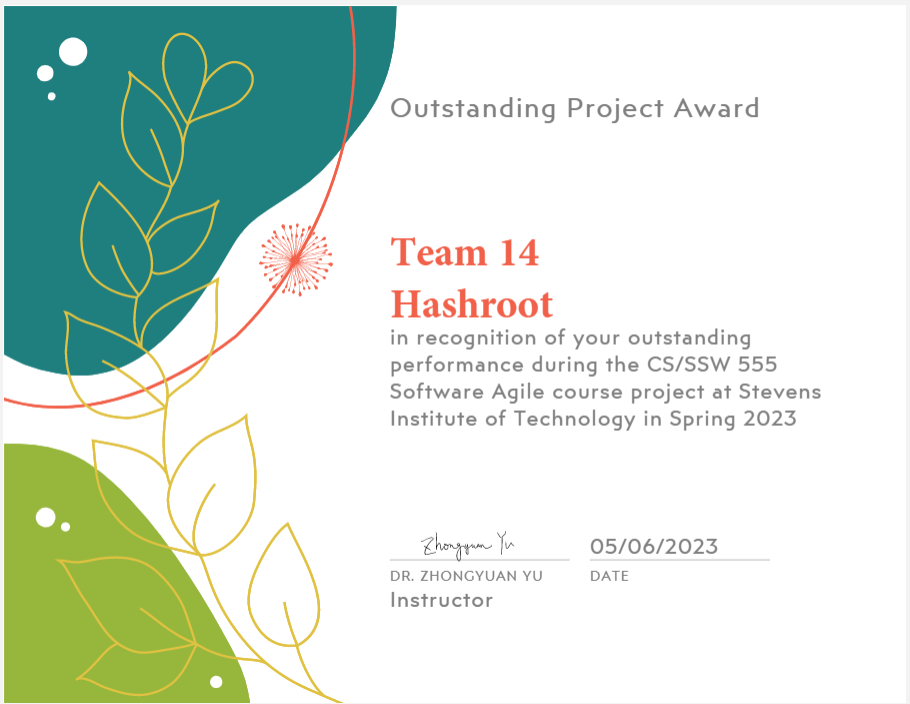 Outstanding Project Award
Team 14
Hashroot
in recognition of your outstanding
performance during the CS/SSW 555
Software Agile course project at Stevens
Institute of Technology in Spring 2023
Zhongyuan Yu
05/06/2023
DR. ZHONGYUAN YU
DATE
Instructor